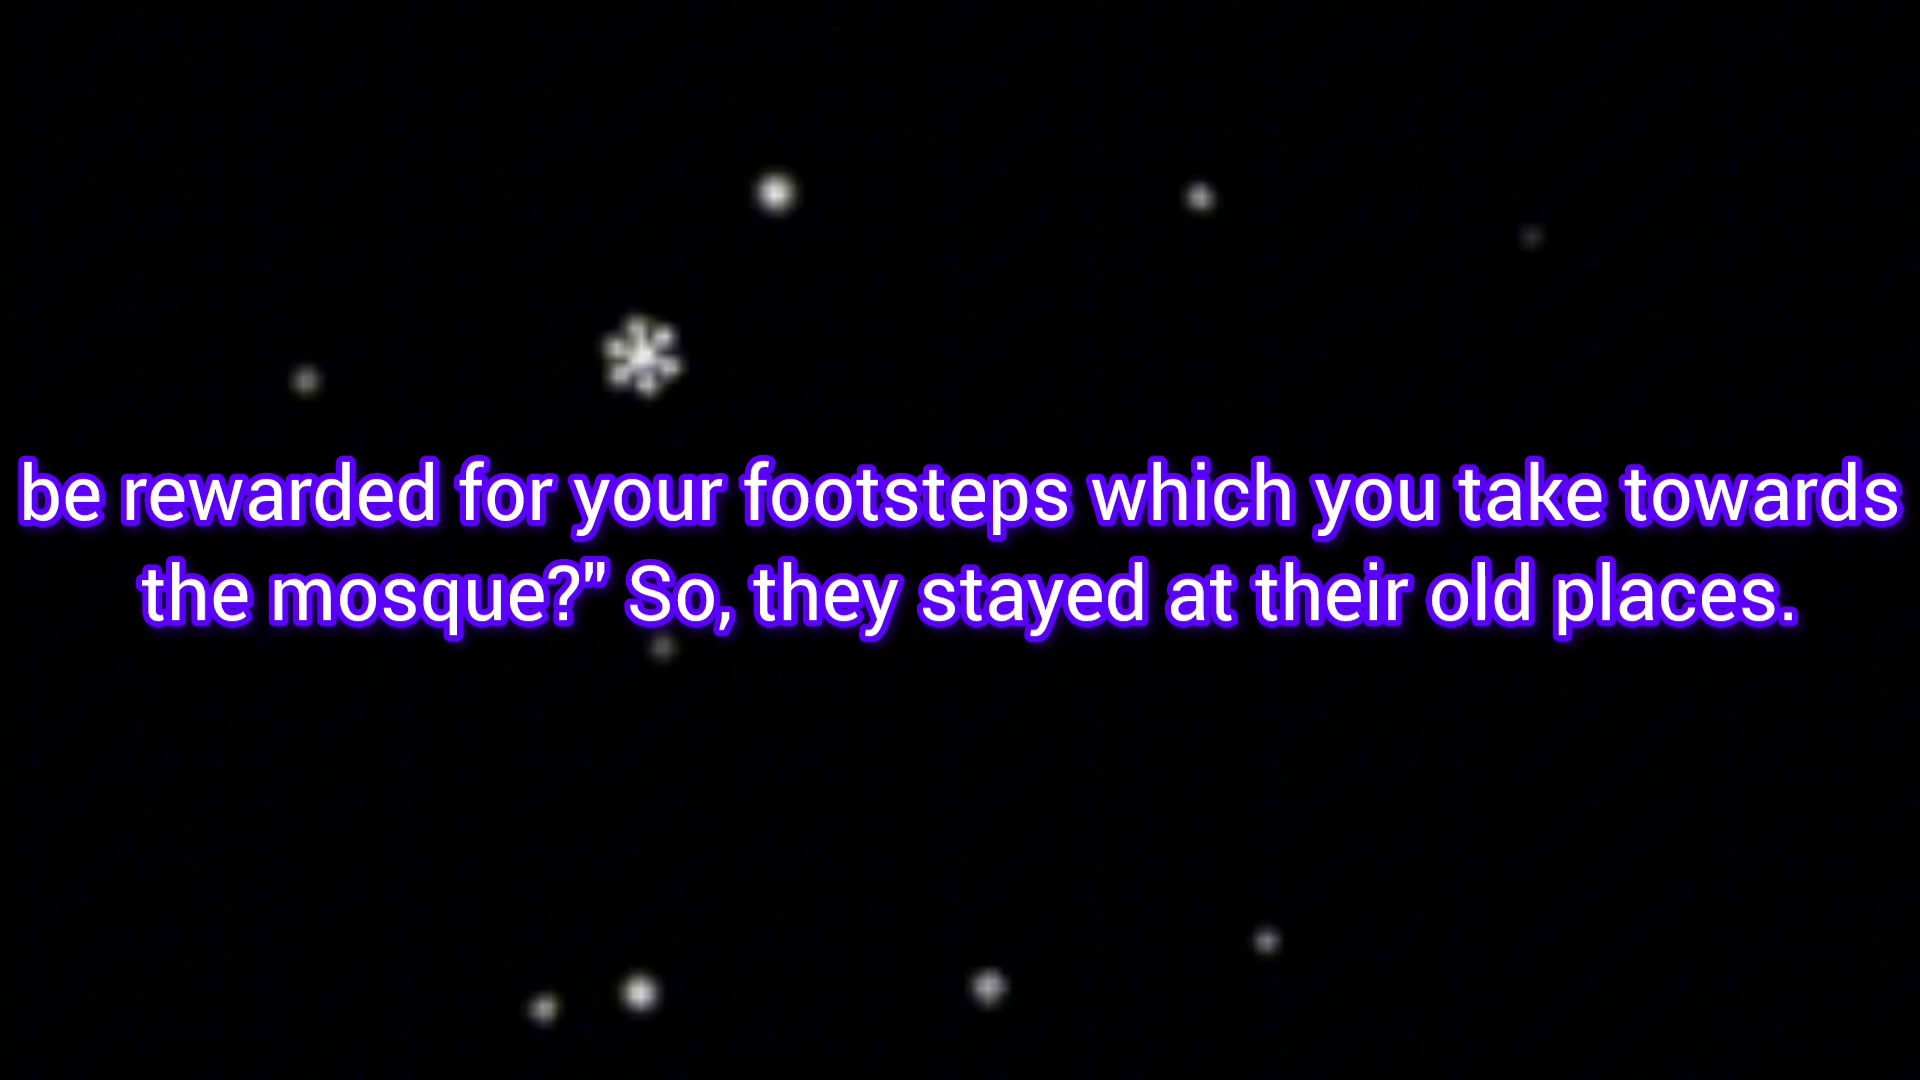 be rewarded for your footsteps which you take towards
the mosque?" So, they stayed at their old places.